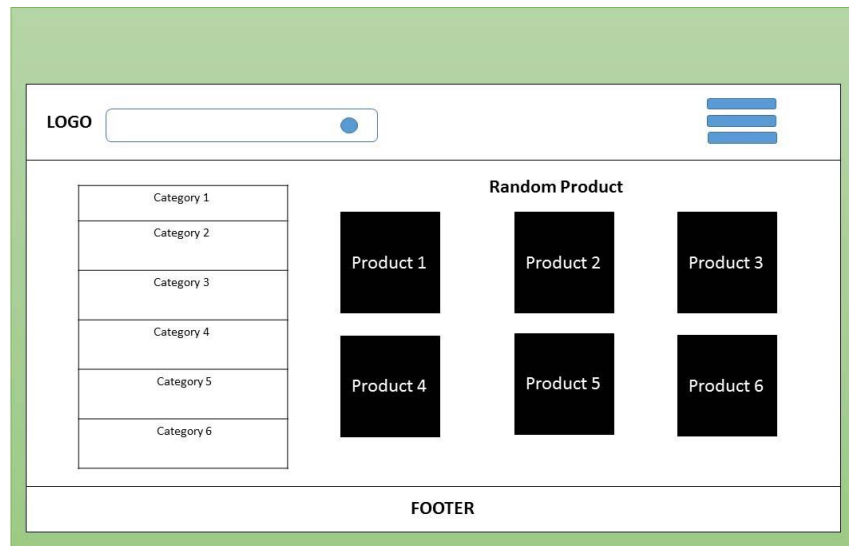 LOGO
Category 1
Category 2
Category 3
Category 4
Category 5
Category 6
Random Product
Product 1
Product 2
Product 3
Product 4
Product 5
Product 6
FOOTER